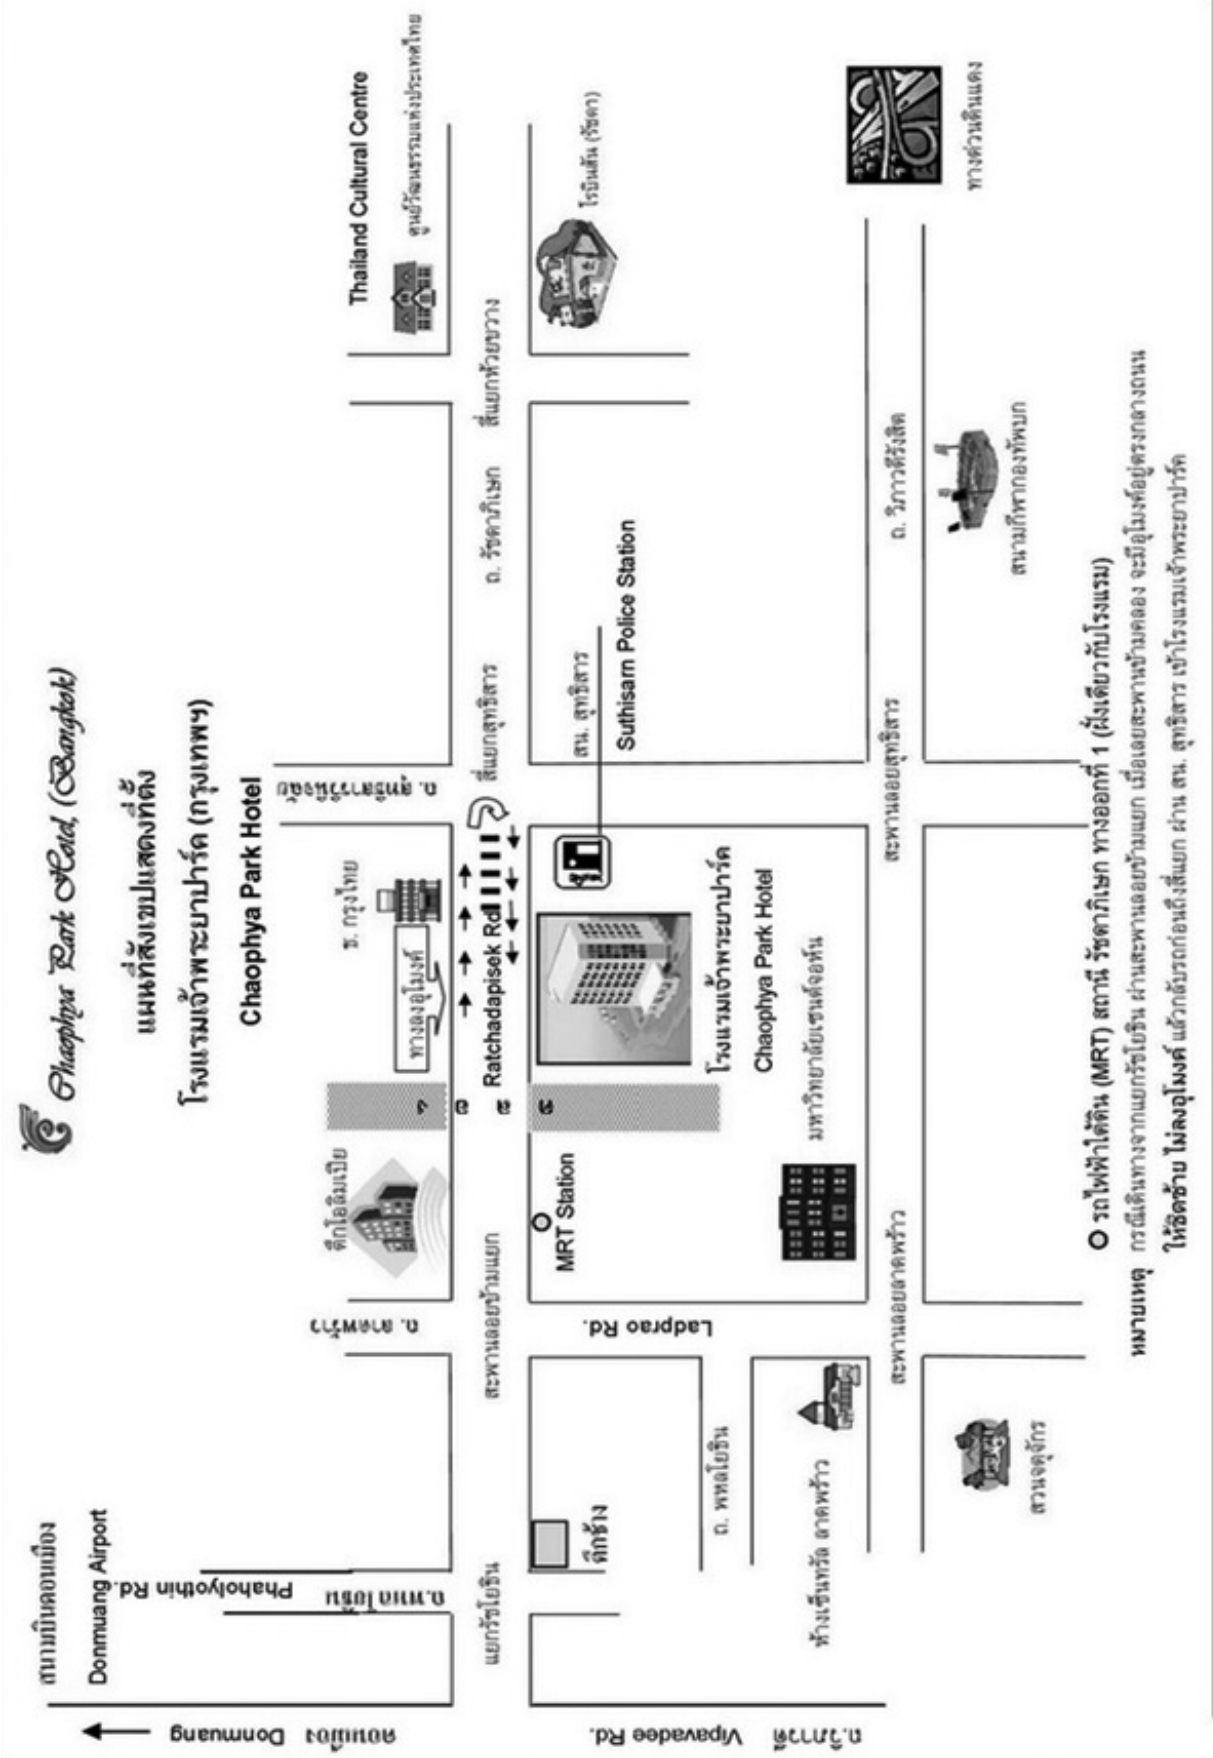 Chaophya Park Hotel, (Bangkok)
แผนที่สังเขปแสดงที่ตั้ง
โรงแรมเจ้าพระยาปาร์ค (กรุงเทพฯ)
Chaophya Park Hotel
สนามบินดอนเมือง
Donmuang Airport
Donmuang
ดอนเมือง
Phaholyothin Rd.
ถ.พหลโยธิน
ถ. ลาดพร้าว
ตึกโอลิมเปีย
ทางลงอุโมงค์
ธ. กรุงไทย
ถ. สุทธิสารวินิจฉัย
Thailand Cultural Centre
ศูนย์วัฒนธรรมแห่งประเทศไทย
แยกรัชโยธิน
สะพานลอยข้ามแยก
คลอง
Ratchadapisek Rd
สี่แยกสุทธิสาร
ถ. รัชดาภิเษก
สี่แยกห้วยขวาง
ตึกช้าง
MRT Station
สน. สุทธิสาร
Suthisarn Police Station
โรบินสัน (รัชดา)
Vipavadee Rd.
ถ.วิภาวดี
Ladprao Rd.
ถ. พหลโยธิน
โรงแรมเจ้าพระยาปาร์ค
Chaophya Park Hotel
ห้างเซ็นทรัล ลาดพร้าว
มหาวิทยาลัยเซนต์จอห์น
สะพานลอยลาดพร้าว
สะพานลอยสุทธิสาร
ถ. วิภาวดีรังสิต
ทางด่วนดินแดง
สวนจตุจักร
สนามกีฬากองทัพบก
รถไฟฟ้าใต้ดิน (MRT) สถานี รัชดาภิเษก ทางออกที่ 1 (ฝั่งเดียวกับโรงแรม)
หมายเหตุ กรณีเดินทางจากแยกรัชโยธิน ผ่านสะพานลอยข้ามแยก เมื่อเลยสะพานข้ามคลอง จะมีอุโมงค์อยู่ตรงกลางถนน
ให้ชิดซ้าย ไม่ลงอุโมงค์ แล้วกลับรถก่อนถึงสี่แยก ผ่าน สน. สุทธิสาร เข้าโรงแรมเจ้าพระยาปาร์ค